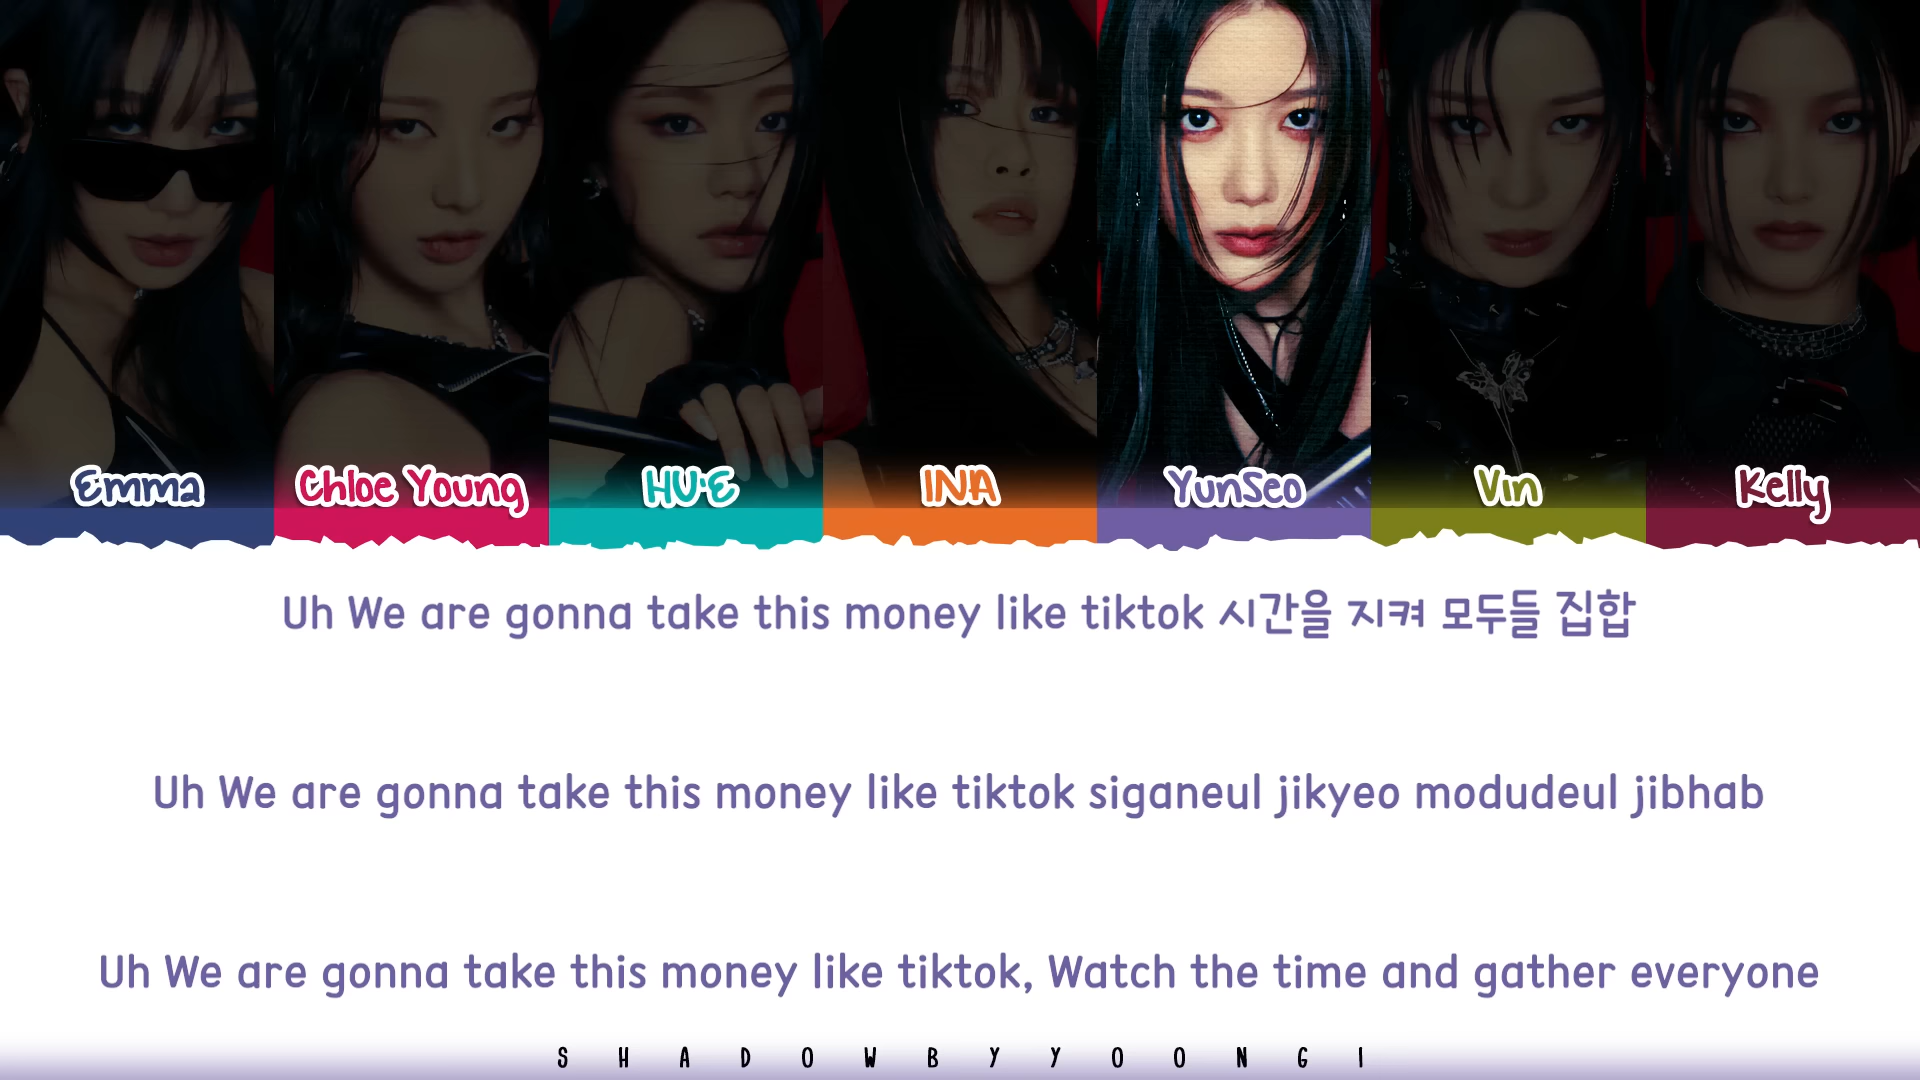 Emma Chloe Young HU'E INA YunSeo Vin Kelly
Uh We are gonna take this money like tiktok 시간을 지켜 모두들 집합
Uh We are gonna take this money like tiktok siganeul jikyeo modudeul jibhab
Uh We are gonna take this money like tiktok, Watch the time and gather everyone
SHADOWBYYOONGI